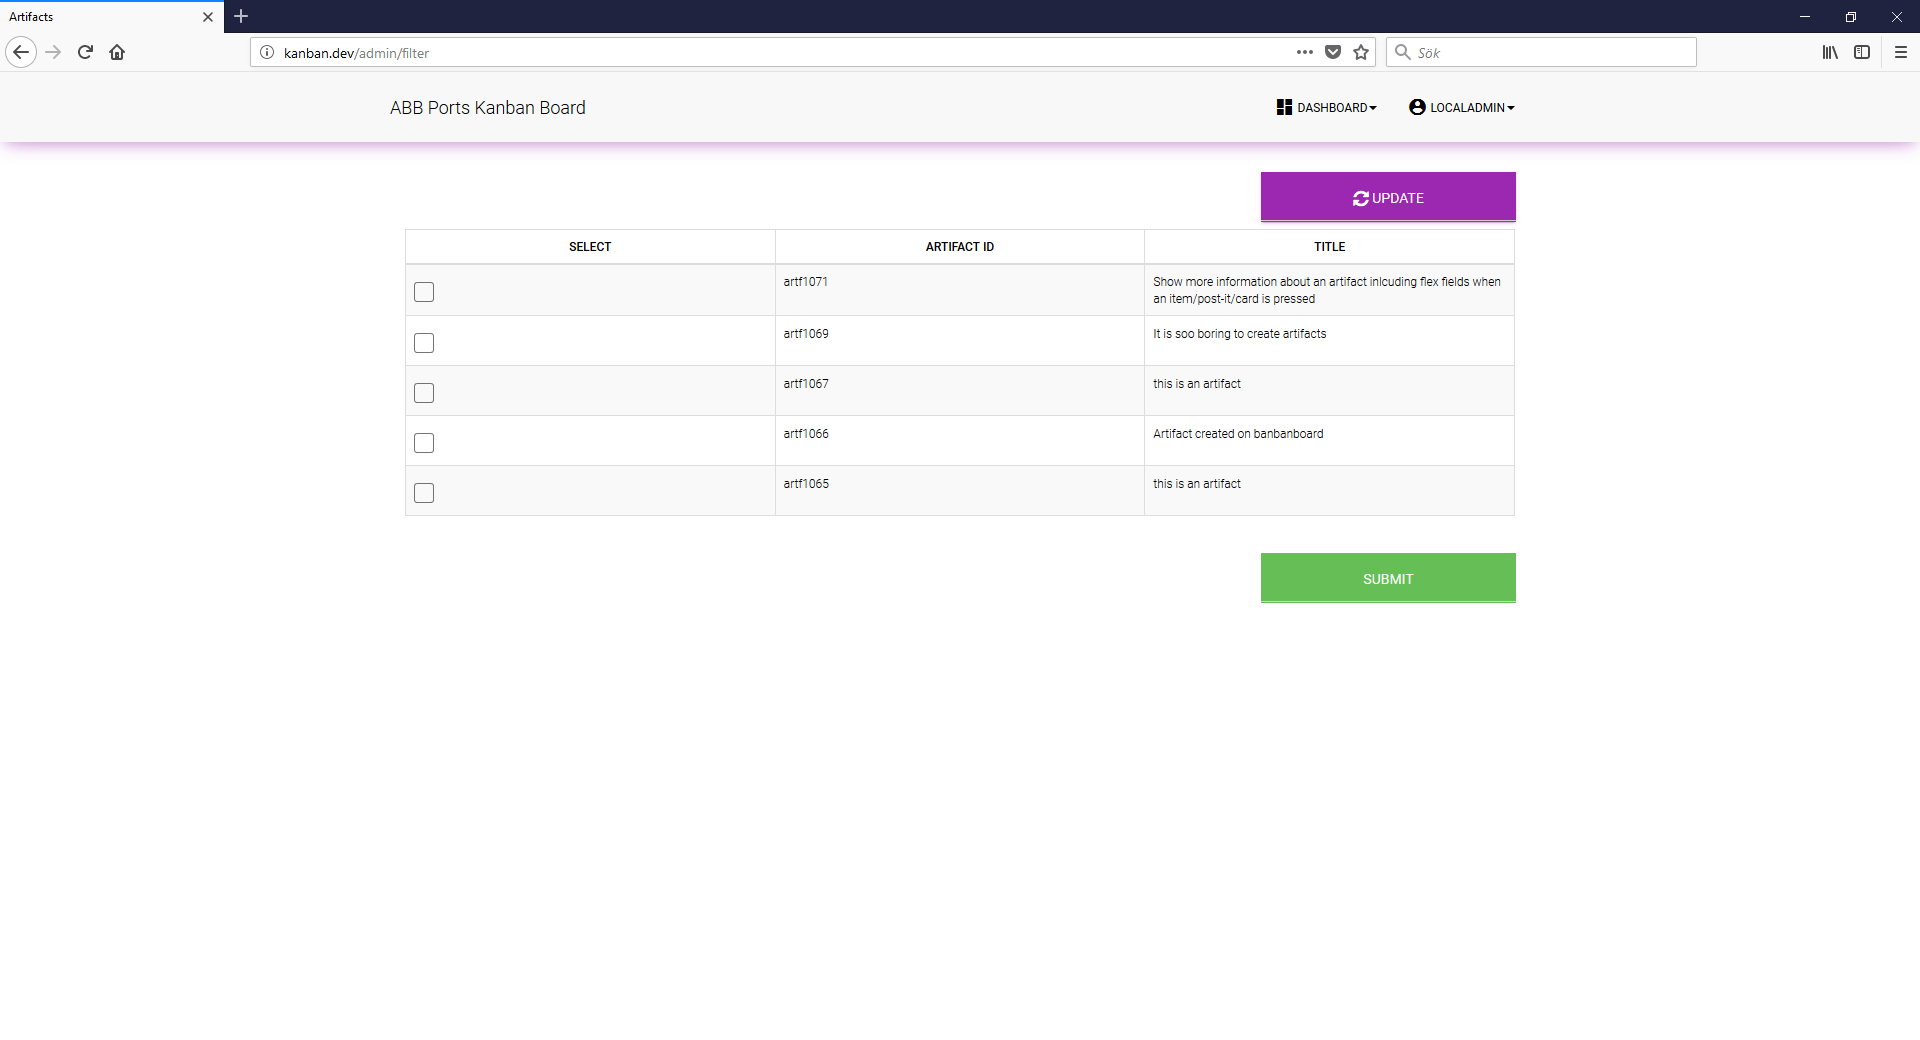 Artifacts
kanban.dev/admin/filter
Sök
ABB Ports Kanban Board
DASHBOARD
LOCALADMIN
UPDATE
SELECT ARTIFACT ID TITLE
artf1071 Show more information about an artifact inlcuding flex fields when
an item/post-it/card is pressed
artf1069 It is soo boring to create artifacts
artf1067 this is an artifact
artf1066 Artifact created on banbanboard
artf1065 this is an artifact
SUBMIT